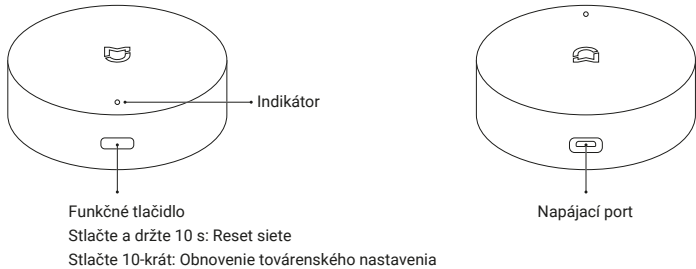 Indikátor
Funkčné tlačidlo
Stlačte a držte 10 s: Reset siete
Stlačte 10-krát: Obnovenie továrenského nastavenia
Napájací port